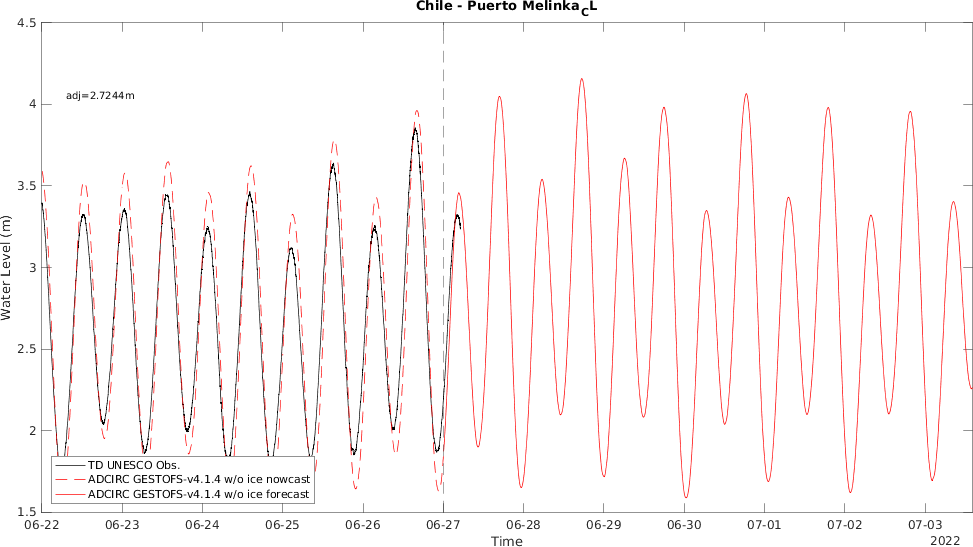 Chile - Puerto MelinkaCL
4.5
adj=2.7244m
4
3.5
3
2.5
2
1.5
Water Level (m)
TD UNESCO Obs.
ADCIRC GESTOFS-v4.1.4 w/o ice nowcast
ADCIRC GESTOFS-v4.1.4 w/o ice forecast
06-22 06-23 06-24 06-25 06-26 06-27 06-28 06-29 06-30 07-01 07-02 07-03
Time
2022